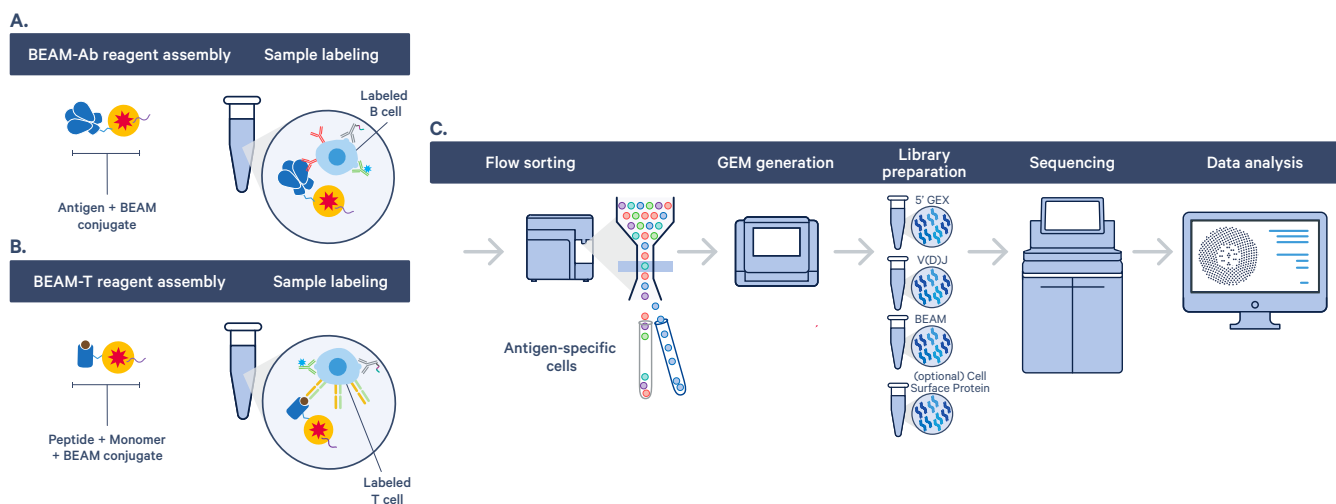 A.
BEAM-Ab reagent assembly
Sample labeling
Labeled
B cell
Antigen + BEAM
conjugate
B.
BEAM-T reagent assembly
Sample labeling
Peptide + Monomer
+ BEAM conjugate
Labeled
T cell
C.
Flow sorting
GEM generation
Library
preparation
Sequencing
Data analysis
Antigen-specific
cells
5' GEX
V(D)J
BEAM
(optional) Cell
Surface Protein